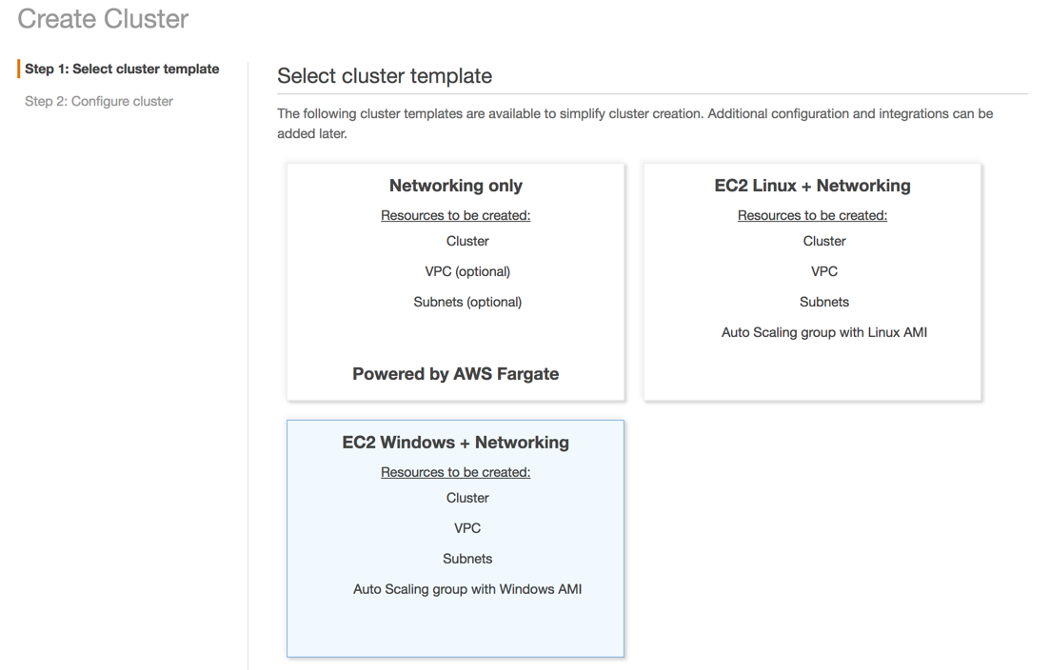 Create Cluster
Step 1: Select cluster template
Step 2: Configure cluster
Select cluster template
The following cluster templates are available to simplify cluster creation. Additional configuration and integrations can be
added later.
Networking only
Resources to be created:
Cluster
VPC (optional)
Subnets (optional)
Powered by AWS Fargate
EC2 Linux + Networking
Resources to be created:
Cluster
VPC
Subnets
Auto Scaling group with Linux AMI
EC2 Windows + Networking
Resources to be created:
Cluster
VPC
Subnets
Auto Scaling group with Windows AMI